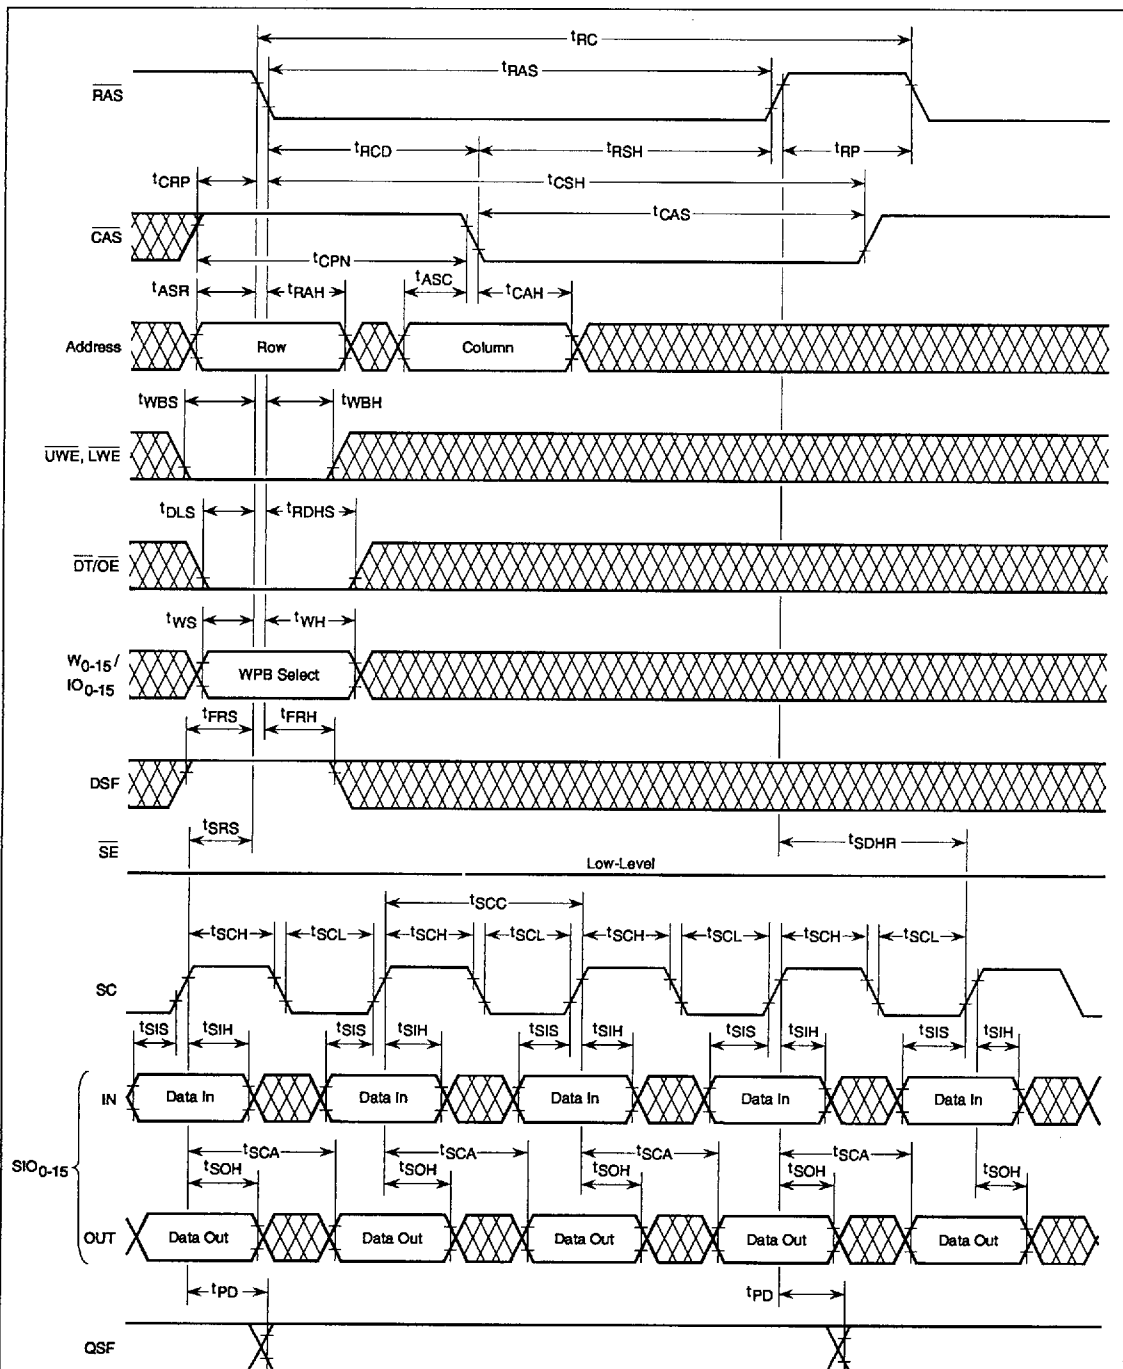 tRC
tRAS
RAS
tRCD tRSH tRP
tCRP tCSH
tCAS
CAS
tCPN
tASR tRAH tASC tCAH
Address Row Column
tWBS tWBH
UWE, LWE
tDLS tRDHS
DT/OE
tWS tWH
W0-15 /
IO0-15 WPB Select
tFRS tFRH
DSF
tSRS
SE tSDHR
Low-Level
tSCC
tSCH tSCL tSCH tSCL tSCH tSCL tSCH tSCL
SC
tSIS tSIH tSIS tSIH tSIS tSIH tSIS tSIH tSIS tSIH
IN Data In Data In Data In Data In Data In
tSCA tSCA tSCA tSCA
SIO0-15
tSOH tSOH tSOH tSOH tSOH
OUT Data Out Data Out Data Out Data Out Data Out
tPD tPD
QSF